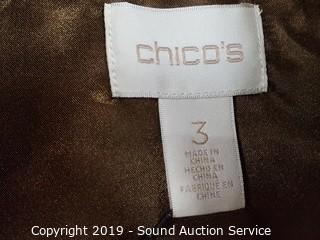 chico's
3
MADE IN
CHINA
HECHO EN
CHINA
FABRIQUÉ EN
CHINE
Copyright 2019 - Sound Auction Service